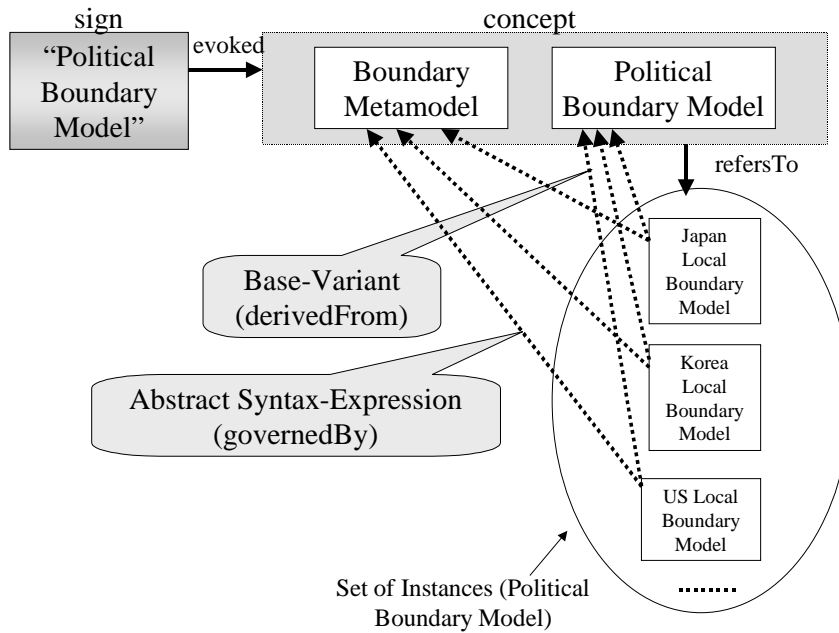 sign
“Political
Boundary
Model”
evoked
concept
Boundary
Metamodel
Political
Boundary Model
refersTo
Japan
Local
Boundary
Model
Base-Variant
(derivedFrom)
Korea
Local
Boundary
Model
Abstract Syntax-Expression
(governedBy)
US Local
Boundary
Model
Set of Instances (Political
Boundary Model)